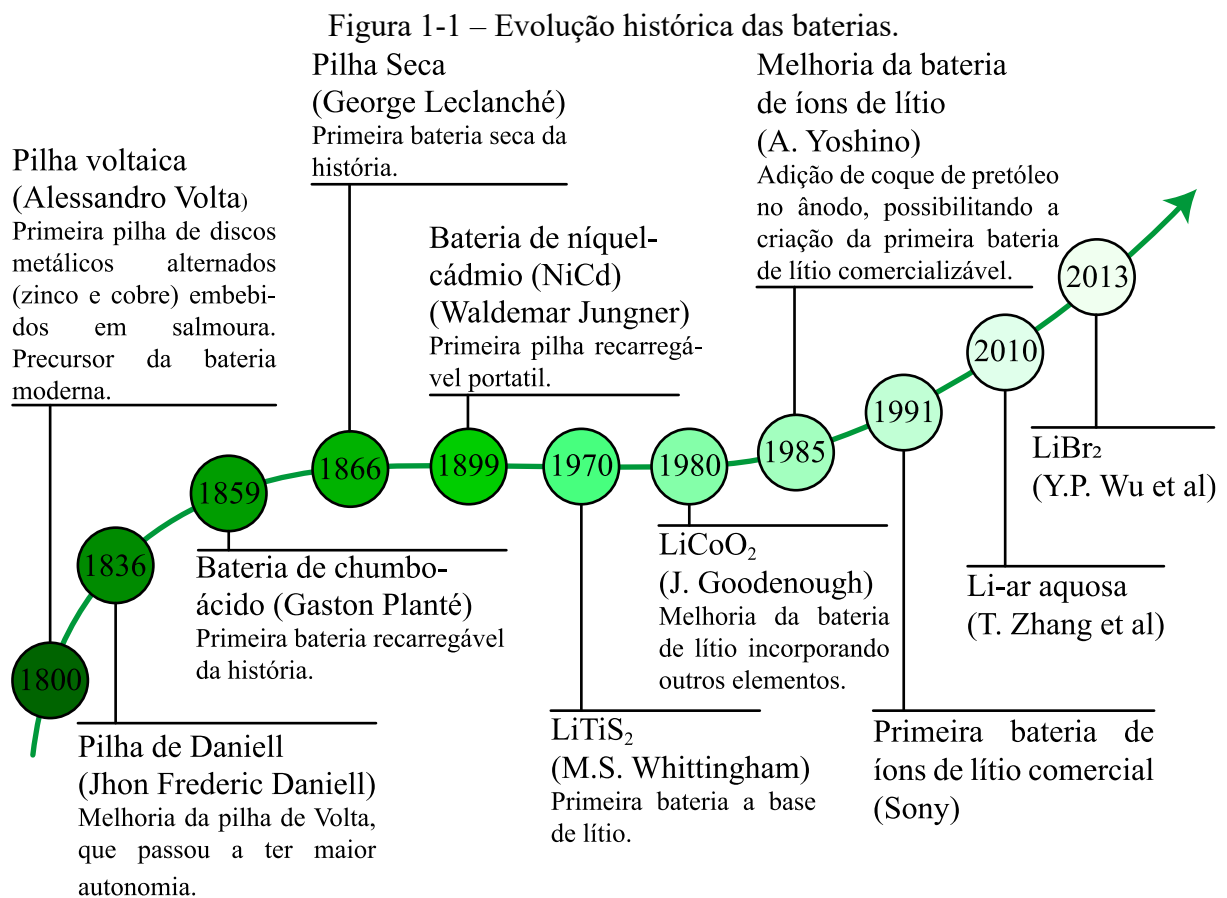 Figura 1-1 – Evolução histórica das baterias.
Pilha voltaica
(Alessandro Volta)
Primeira pilha de discos
metálicos alternados
(zinco e cobre) embebi-
dos em salmoura.
Precursor da bateria
moderna.
1800
1836
Pilha de Daniell
(Jhon Frederic Daniell)
Melhoria da pilha de Volta,
que passou a ter maior
autonomia.
1859
Bateria de chumbo-
ácido (Gaston Planté)
Primeira bateria recarregável
da história.
Pilha Seca
(George Leclanché)
Primeira bateria seca da
história.
1866
Bateria de níquel-
cádmio (NiCd)
(Waldemar Jungner)
Primeira pilha recarregá-
vel portatil.
1899
1970
LiTiS₂
(M.S. Whittingham)
Primeira bateria a base
de lítio.
1980
LiCoO₂
(J. Goodenough)
Melhoria da bateria
de lítio incorporando
outros elementos.
Melhoria da bateria
de íons de lítio
(A. Yoshino)
Adição de coque de pretóleo
no ânodo, possibilitando a
criação da primeira bateria
de lítio comercializável.
1985
1991
Primeira bateria de
íons de lítio comercial
(Sony)
2010
Li-ar aquosa
(T. Zhang et al)
2013
LiBr₂
(Y.P. Wu et al)